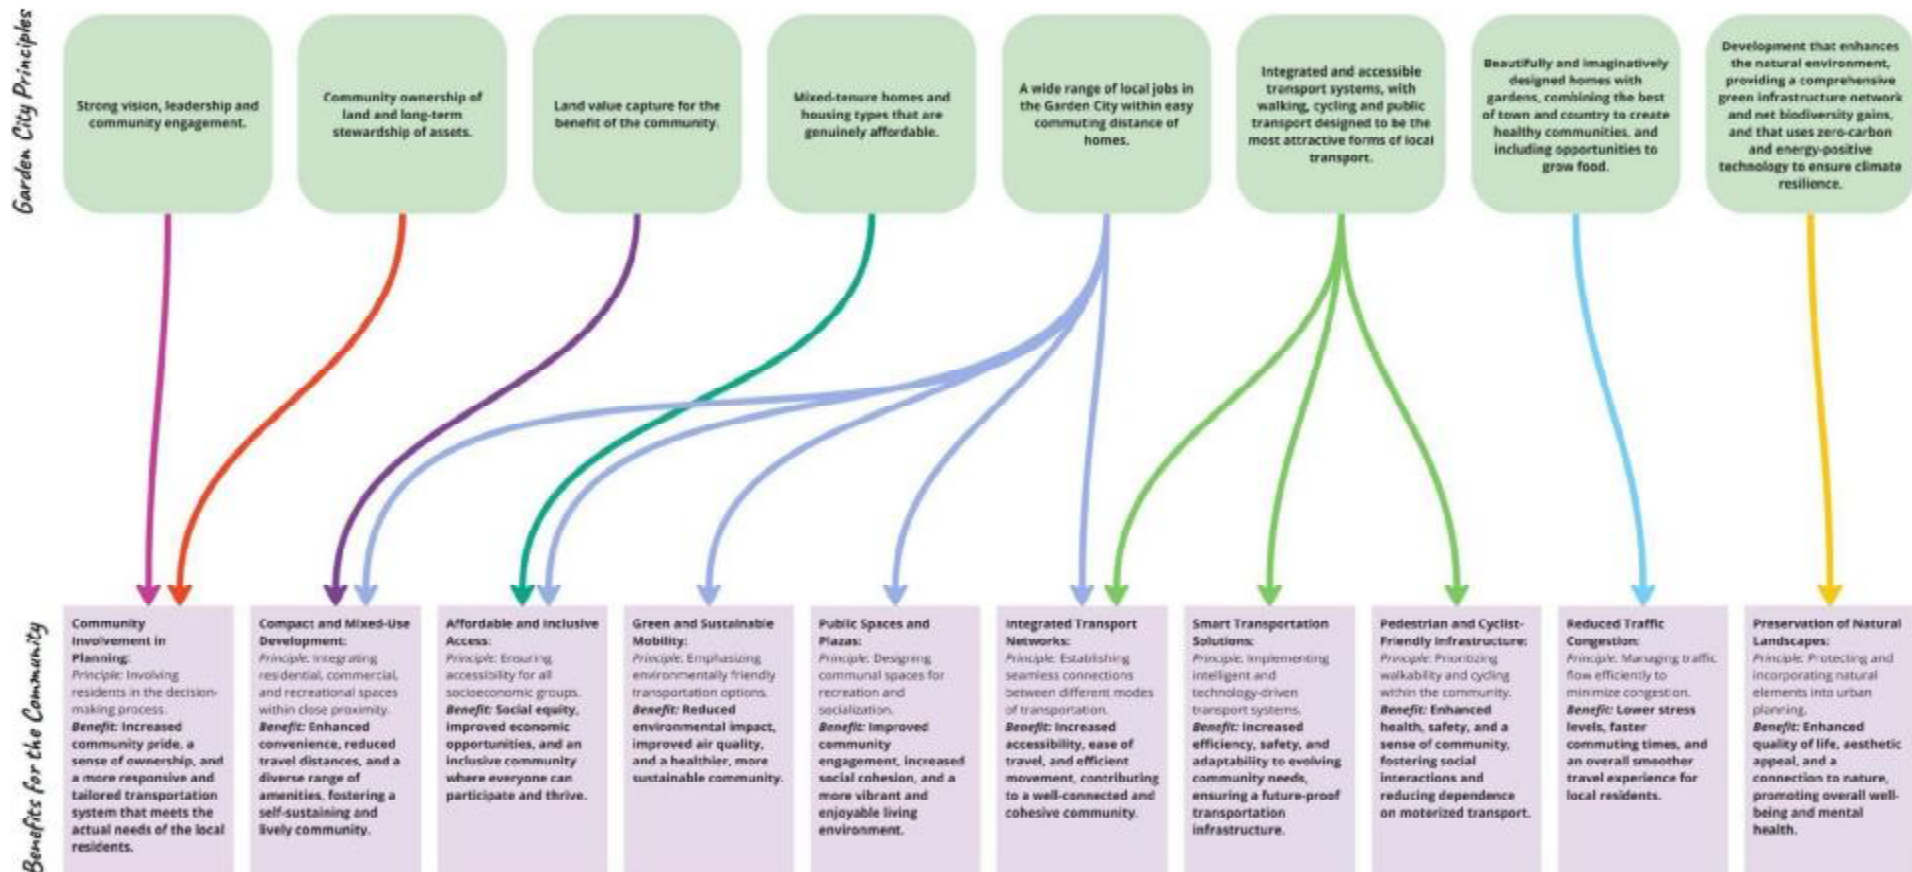 Garden City Principles
Strong vision, leadership and
community engagement.
Community ownership of
land and long-term
stewardship of assets.
Land value capture for the
benefit of the community.
Mixed-tenure homes and
housing types that are
genuinely affordable.
A wide range of local jobs in
the Garden City within easy
commuting distance of
homes.
Integrated and accessible
transport systems, with
walking, cycling and public
transport designed to be the
most attractive forms of local
transport.
Beautifully and imaginatively
designed homes with
gardens, combining the best
of town and country to create
healthy communities, and
including opportunities to
grow food.
Development that enhances
the natural environment,
providing a comprehensive
green infrastructure network
and net biodiversity gains,
and that uses zero-carbon
and energy-positive
technology to ensure climate
resilience.
Benefits for the Community
Community
Involvement in
Planning:
Principle: Involving
residents in the decision-
making process.
Benefit: Increased
community pride, a
sense of ownership, and
a more responsive and
tailored transportation
system that meets the
actual needs of the local
residents.
Compact and Mixed-Use
Development:
Principle: Integrating
residential, commercial,
and recreational spaces
within close proximity.
Benefit: Enhanced
convenience, reduced
travel distances, and a
diverse range of
amenities, fostering a
self-sustaining and
lively community.
Affordable and Inclusive
Access:
Principle: Ensuring
accessibility for all
socioeconomic groups.
Benefit: Social equity,
improved economic
opportunities, and an
inclusive community
where everyone can
participate and thrive.
Green and Sustainable
Mobility:
Principle: Emphasizing
environmentally friendly
transportation options.
Benefit: Reduced
environmental impact,
improved air quality,
and a healthier, more
sustainable community.
Public Spaces and
Plazas:
Principle: Designing
communal spaces for
recreation and
socialization.
Benefit: Improved
community
engagement, increased
social cohesion, and a
more vibrant and
enjoyable living
environment.
Integrated Transport
Networks:
Principle: Establishing
seamless connections
between different modes
of transportation.
Benefit: Increased
accessibility, ease of
travel, and efficient
movement, contributing
to a well-connected and
cohesive community.
Smart Transportation
Solutions:
Principle: Implementing
intelligent and
technology-driven
transport systems.
Benefit: Increased
efficiency, safety, and
adaptability to evolving
community needs,
ensuring a future-proof
transportation
infrastructure.
Pedestrian and Cyclist-
Friendly Infrastructure:
Principle: Prioritizing
walkability and cycling
within the community.
Benefit: Enhanced
health, safety, and a
sense of community,
fostering social
interactions and
reducing dependence
on motorized transport.
Reduced Traffic
Congestion:
Principle: Managing traffic
flow efficiently to
minimize congestion.
Benefit: Lower stress
levels, faster
commuting times, and
an overall smoother
travel experience for
local residents.
Preservation of Natural
Landscapes:
Principle: Protecting and
incorporating natural
elements into urban
planning.
Benefit: Enhanced
quality of life, aesthetic
appeal, and a
connection to nature,
promoting overall well-
being and mental
health.